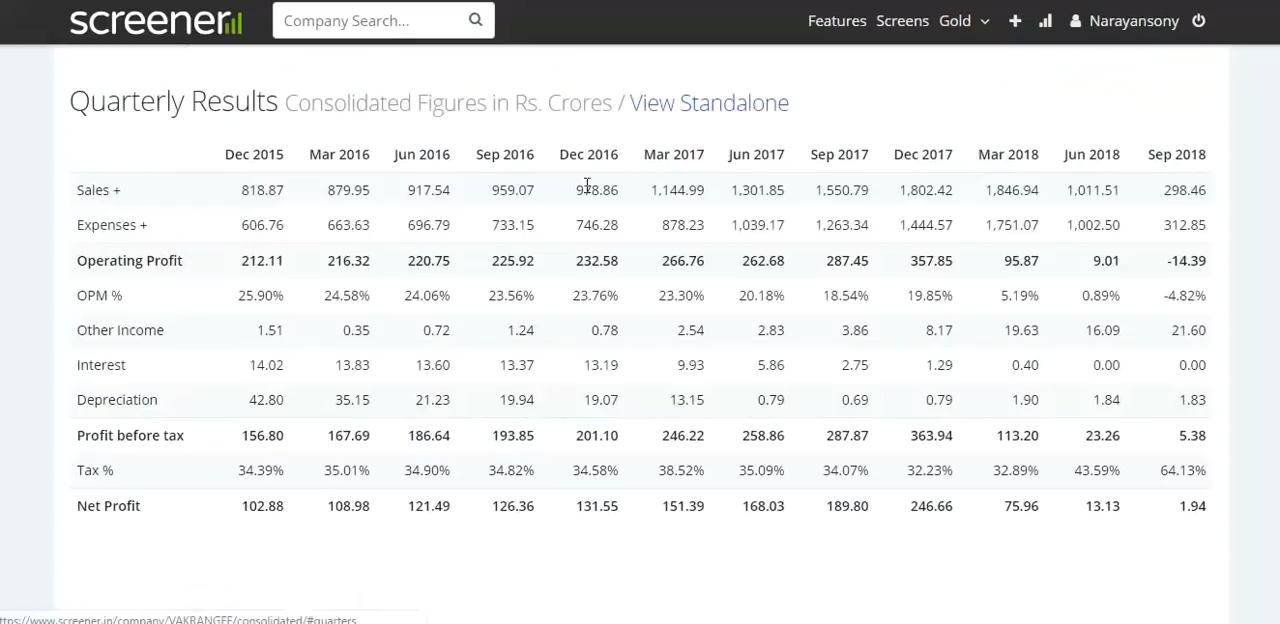 screener Company Search... Features Screens Gold Narayansony
Quarterly Results Consolidated Figures in Rs. Crores / View Standalone
Dec 2015 Mar 2016 Jun 2016 Sep 2016 Dec 2016 Mar 2017 Jun 2017 Sep 2017 Dec 2017 Mar 2018 Jun 2018 Sep 2018
Sales + 818.87 879.95 917.54 959.07 978.86 1,144.99 1,301.85 1,550.79 1,802.42 1,846.94 1,011.51 298.46
Expenses + 606.76 663.63 696.79 733.15 746.28 878.23 1,039.17 1,263.34 1,444.57 1,751.07 1,002.50 312.85
Operating Profit 212.11 216.32 220.75 225.92 232.58 266.76 262.68 287.45 357.85 95.87 9.01 -14.39
OPM % 25.90% 24.58% 24.06% 23.56% 23.76% 23.30% 20.18% 18.54% 19.85% 5.19% 0.89% -4.82%
Other Income 1.51 0.35 0.72 1.24 0.78 2.54 2.83 3.86 8.17 19.63 16.09 21.60
Interest 14.02 13.83 13.60 13.37 13.19 9.93 5.86 2.75 1.29 0.40 0.00 0.00
Depreciation 42.80 35.15 21.23 19.94 19.07 13.15 0.79 0.69 0.79 1.90 1.84 1.83
Profit before tax 156.80 167.69 186.64 193.85 201.10 246.22 258.86 287.87 363.94 113.20 23.26 5.38
Tax % 34.39% 35.01% 34.90% 34.82% 34.58% 38.52% 35.09% 34.07% 32.23% 32.89% 43.59% 64.13%
Net Profit 102.88 108.98 121.49 126.36 131.55 151.39 168.03 189.80 246.66 75.96 13.13 1.94
ttps://www.screener.in/company/VAKRANGEE/consolidated/#quarters